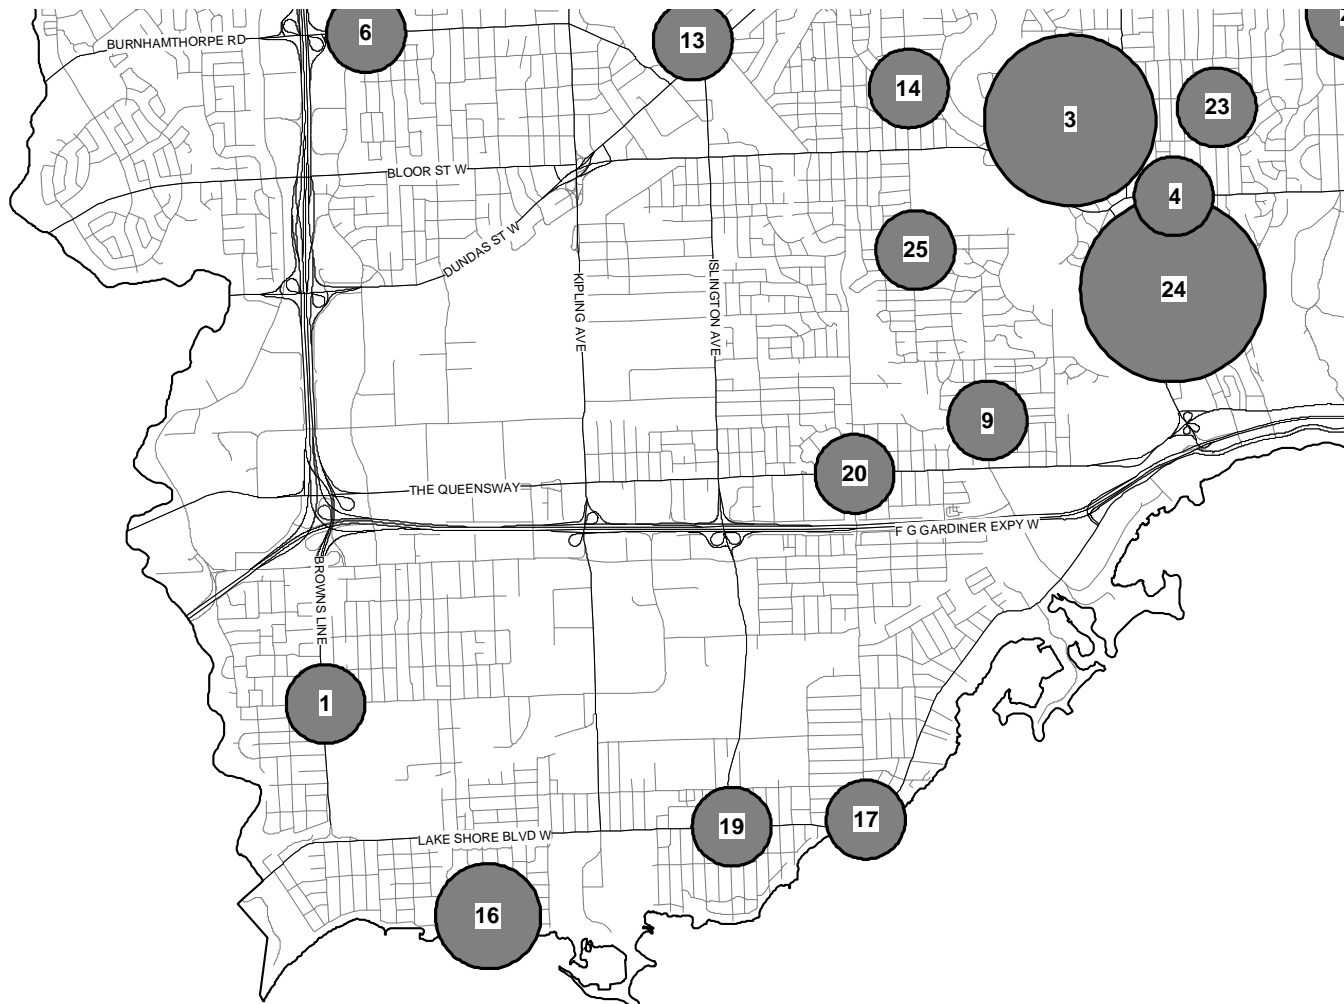 6
13
BURNHAMTHORPE RD
14
3
23
BLOOR ST W
4
DUNDAS ST W
25
KIPLING AVE
ISLINGTON AVE
24
9
20
THE QUEENSWAY
F G GARDINER EXPY W
BROWNS LINE
1
19
17
LAKE SHORE BLVD W
16